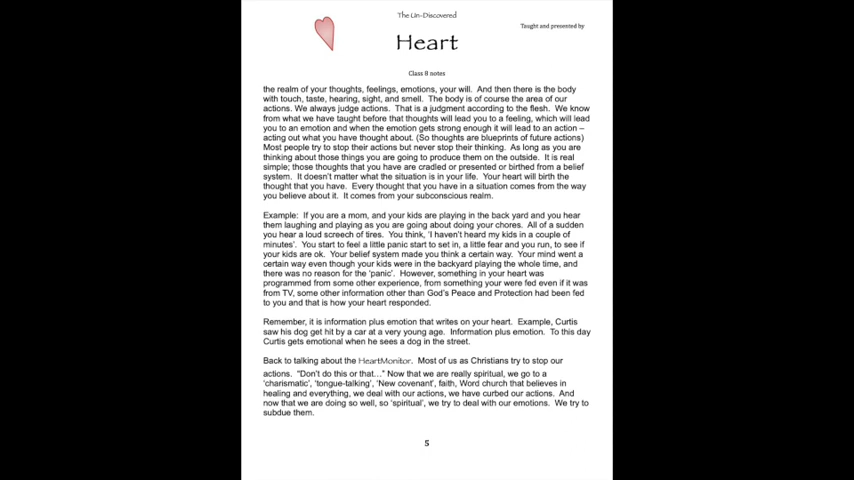 The Un-Discovered
Taught and presented by
Heart
Class 8 notes
the realm of your thoughts, feelings, emotions, your will.  And then there is the body
with touch, taste, hearing, sight, and smell.  The body is of course the area of our
actions. We always judge actions.  That is a judgment according to the flesh.  We know
from what we have taught before that thoughts will lead you to a feeling, which will lead
you to an emotion and when the emotion gets strong enough it will lead to an action –
acting out what you have thought about. (So thoughts are blueprints of future actions)
Most people try to stop their actions but never stop their thinking.  As long as you are
thinking about those things you are going to produce them on the outside.  It is real
simple; those thoughts that you have are cradled or presented or birthed from a belief
system.  It doesn't matter what the situation is in your life.  Your heart will birth the
thought that you have.  Every thought that you have in a situation comes from the way
you believe about it.  It comes from your subconscious realm.
Example:  If you are a mom, and your kids are playing in the back yard and you hear
them laughing and playing as you are going about doing your chores.  All of a sudden
you hear a loud screech of tires.  You think, 'I haven't heard my kids in a couple of
minutes'.  You start to feel a little panic start to set in, a little fear and you run, to see if
your kids are ok.  Your belief system made you think a certain way.  Your mind went a
certain way even though your kids were in the backyard playing the whole time, and
there was no reason for the 'panic'.  However, something in your heart was
programmed from some other experience, from something your were fed even if it was
from TV, some other information other than God's Peace and Protection had been fed
to you and that is how your heart responded.
Remember, it is information plus emotion that writes on your heart.  Example, Curtis
saw his dog get hit by a car at a very young age.  Information plus emotion.  To this day
Curtis gets emotional when he sees a dog in the street.
Back to talking about the HeartMonitor.  Most of us as Christians try to stop our
actions.  "Don't do this or that…" Now that we are really spiritual, we go to a
'charismatic', 'tongue-talking', 'New covenant', faith, Word church that believes in
healing and everything, we deal with our actions, we have curbed our actions.  And
now that we are doing so well, so 'spiritual', we try to deal with our emotions.  We try to
subdue them.
5